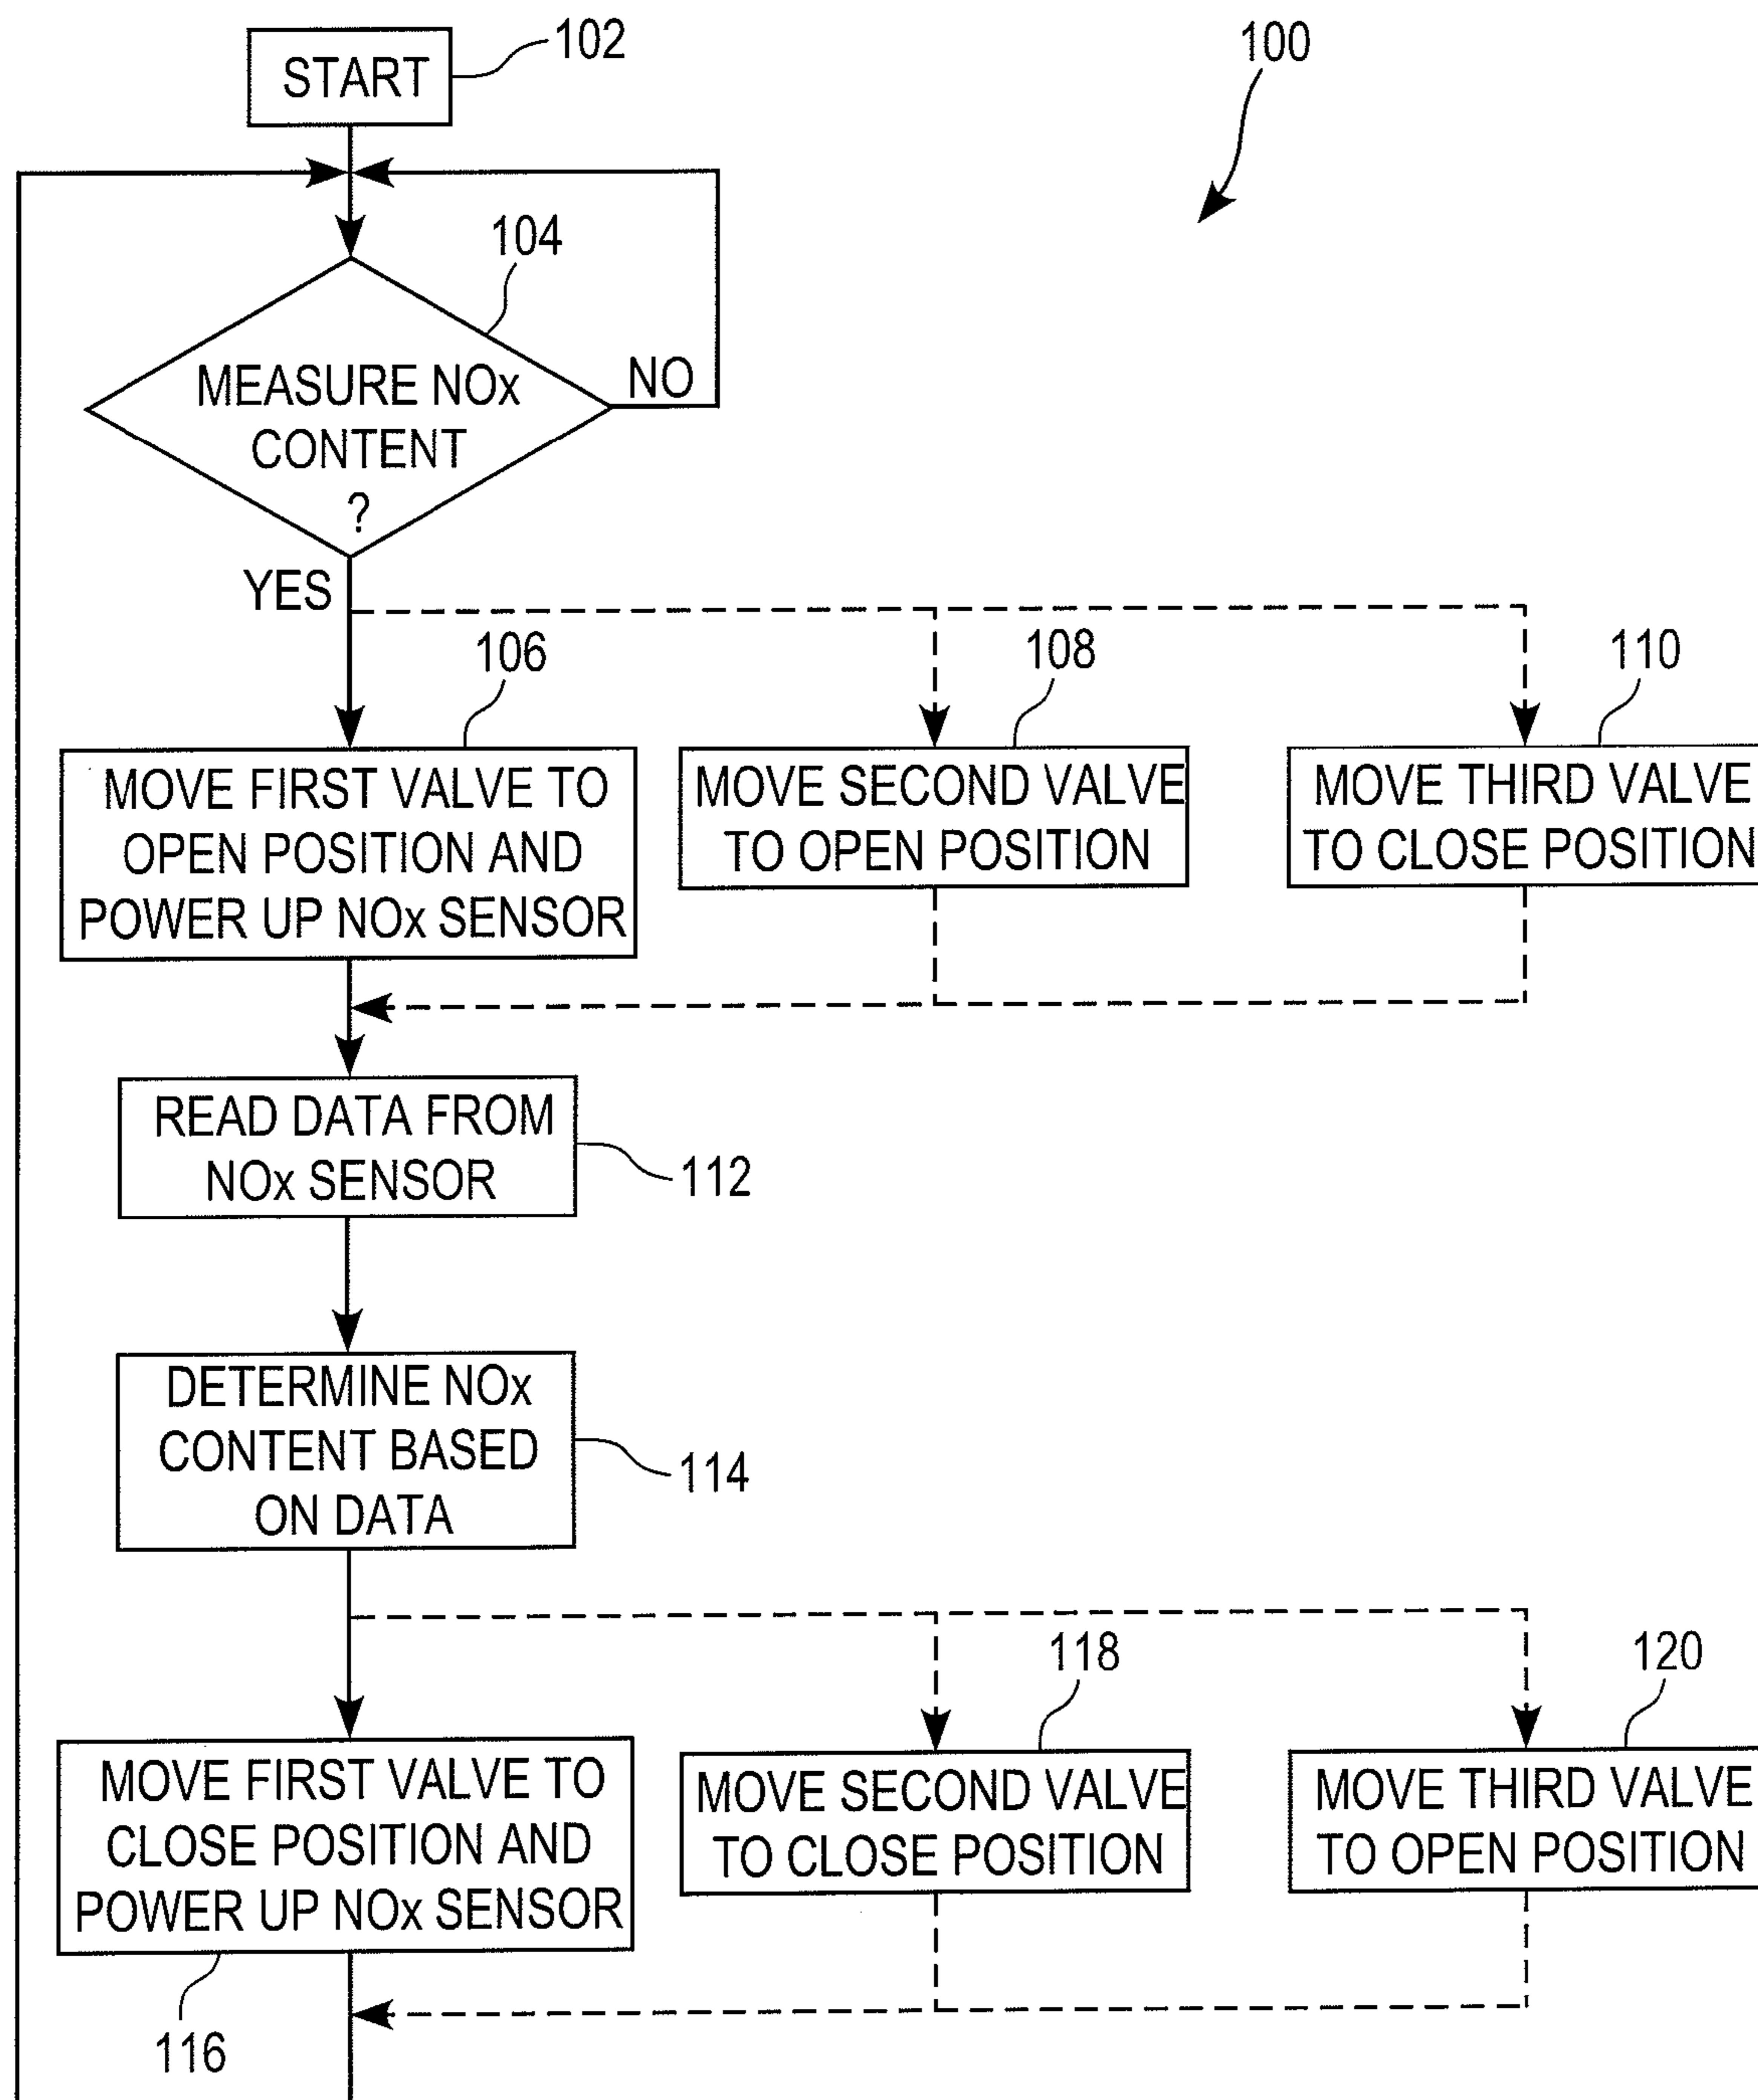 START
102
100
104
MEASURE NOx
CONTENT
?
NO
YES
106
108
110
MOVE FIRST VALVE TO
OPEN POSITION AND
POWER UP NOx SENSOR
MOVE SECOND VALVE
TO OPEN POSITION
MOVE THIRD VALVE
TO CLOSE POSITION
READ DATA FROM
NOx SENSOR
112
DETERMINE NOx
CONTENT BASED
ON DATA
114
118
120
MOVE FIRST VALVE TO
CLOSE POSITION AND
POWER UP NOx SENSOR
MOVE SECOND VALVE
TO CLOSE POSITION
MOVE THIRD VALVE
TO OPEN POSITION
116